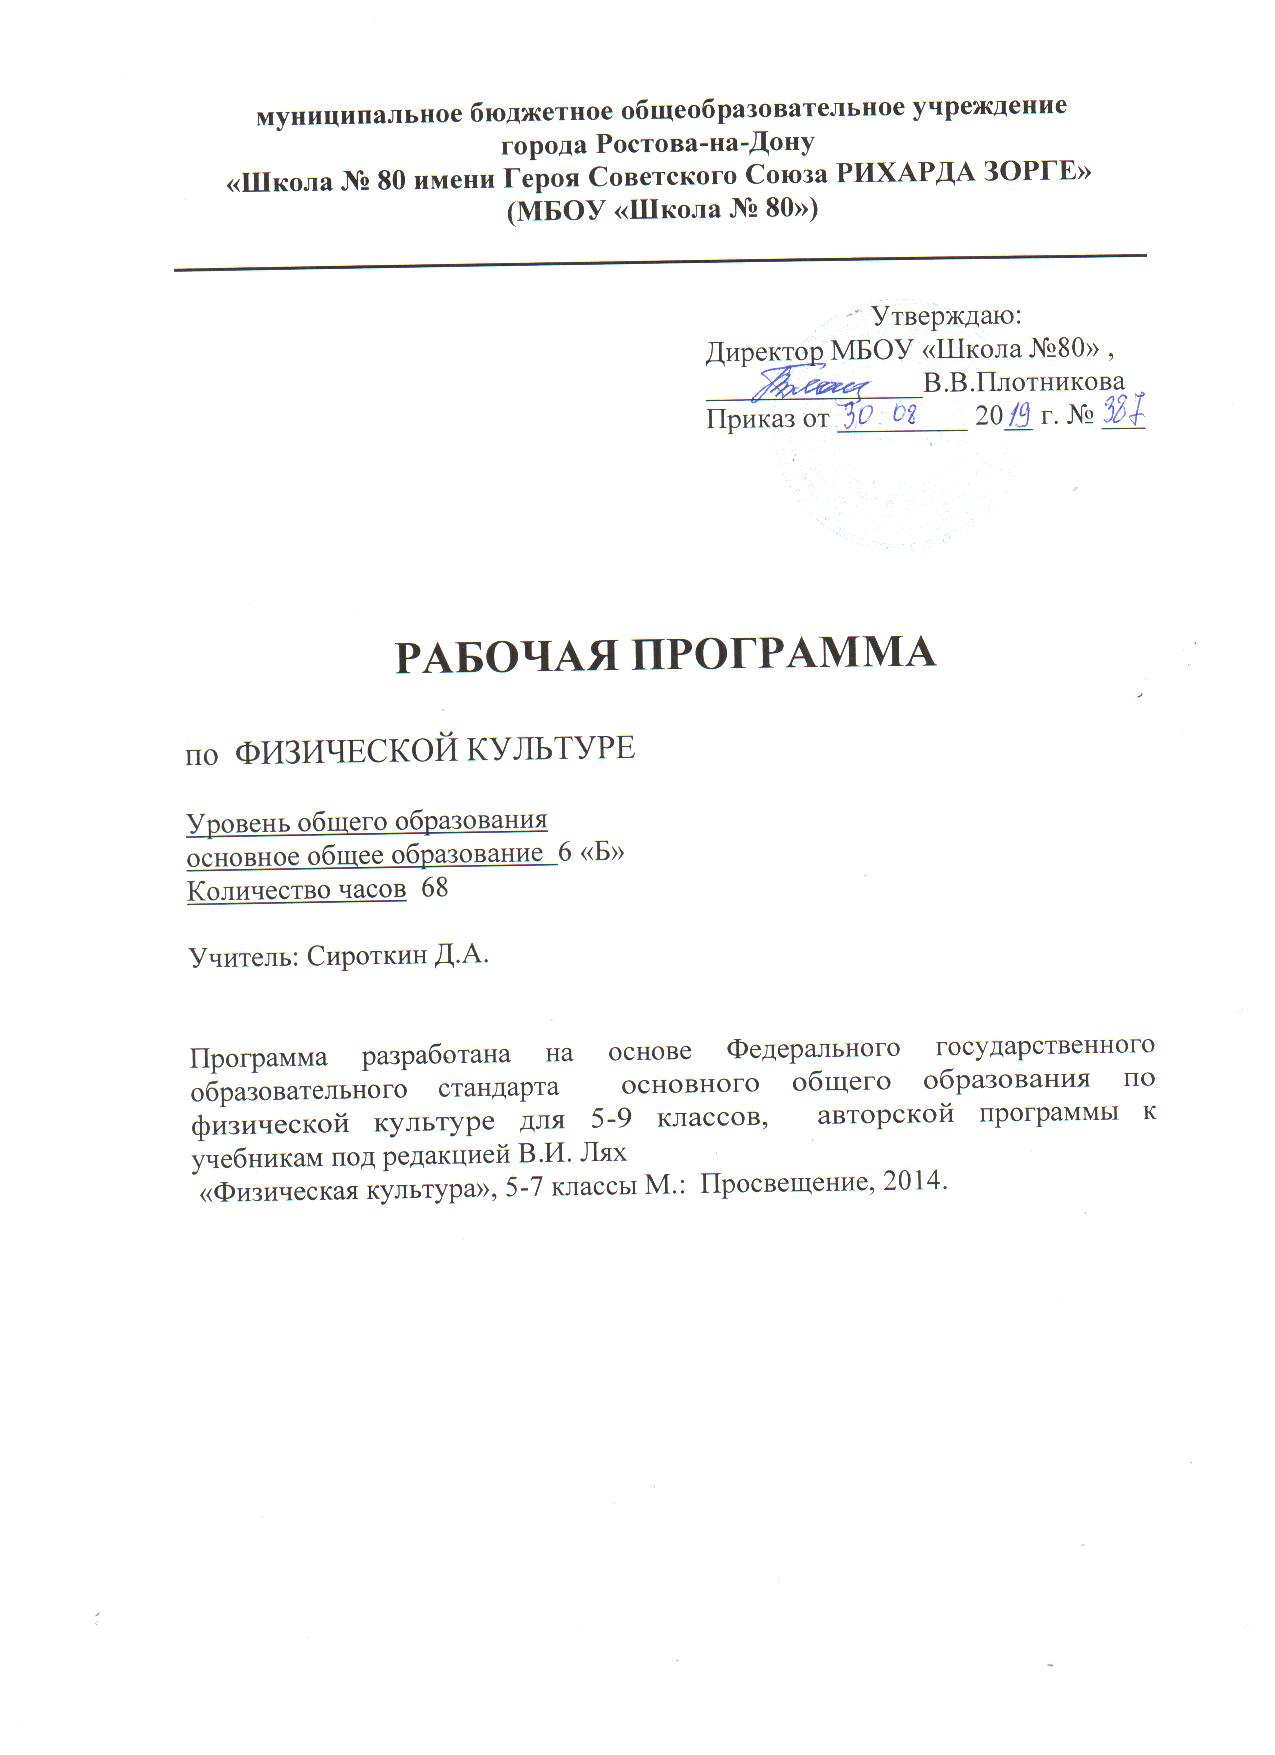 муниципальное бюджетное общеобразовательное учреждение
города Ростова-на-Дону
«Школа № 80 имени Героя Советского Союза РИХАРДА ЗОРГЕ»
(МБОУ «Школа № 80»)
Утверждаю:
Директор МБОУ «Школа №80» ,
_______________В.В.Плотникова
Приказ от 30.08 2019 г. № 387
РАБОЧАЯ ПРОГРАММА
по ФИЗИЧЕСКОЙ КУЛЬТУРЕ
Уровень общего образования
основное общее образование 6 «Б»
Количество часов 68
Учитель: Сироткин Д.А.
Программа разработана на основе Федерального государственного
образовательного стандарта основного общего образования по
физической культуре для 5-9 классов, авторской программы к
учебникам под редакцией В.И. Лях
«Физическая культура», 5-7 классы М.: Просвещение, 2014.